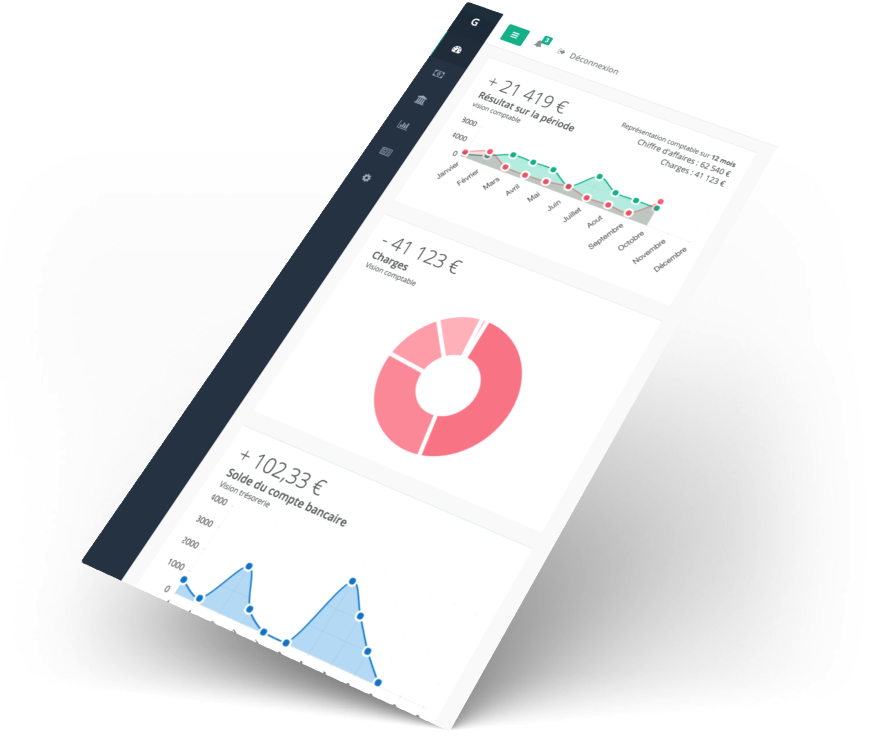 G
3
Déconnexion
+ 21 419 €
Résultat sur la période
vision comptable
Représentation comptable sur 12 mois
Chiffre d'affaires : 62 540 €
Charges : 41 123 €
4000
0
Janvier
Février
Mars
Avril
Mai
Juin
Juillet
Aout
Septembre
Octobre
Novembre
Décembre
- 41 123 €
Charges
Vision comptable
+ 102,33 €
Solde du compte bancaire
Vision trésorerie
4000
3000
2000
1000
0